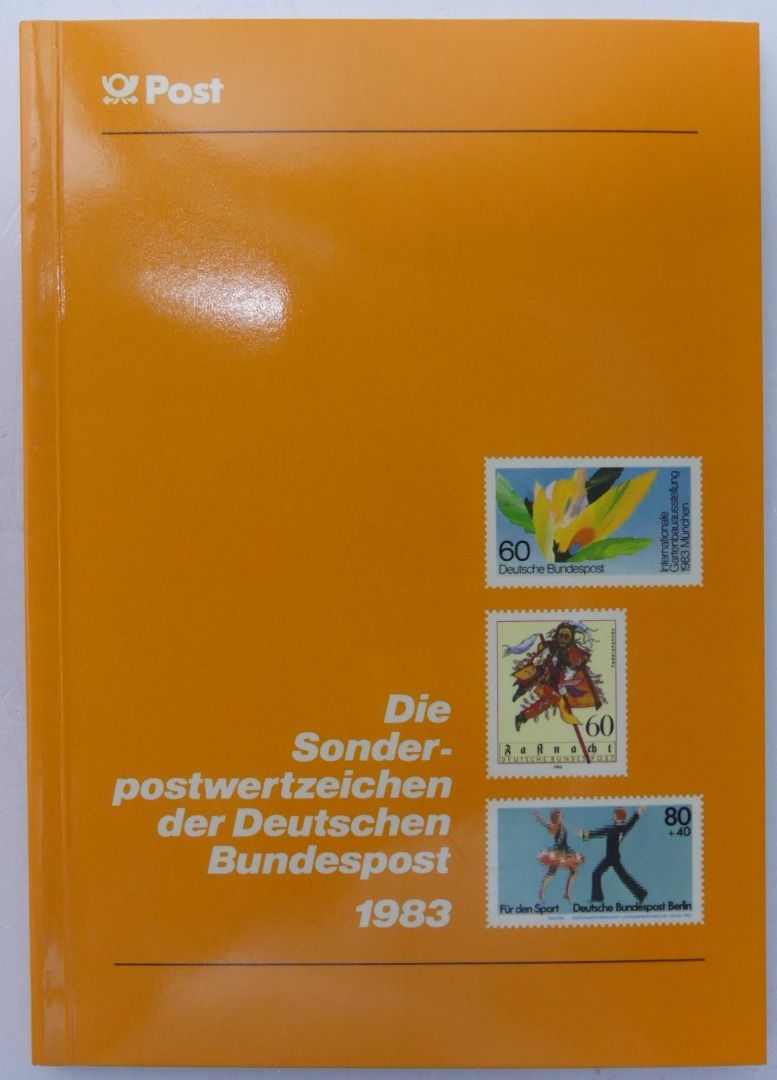 Post
60
Deutsche Bundespost
Internationale
Gartenbauausstellung
1983 München
60
Fastnacht
DEUTSCHE BUNDESPOST
Die
Sonder-
postwertzeichen
der Deutschen
Bundespost
1983
80
+40
Für den Sport Deutsche Bundespost Berlin